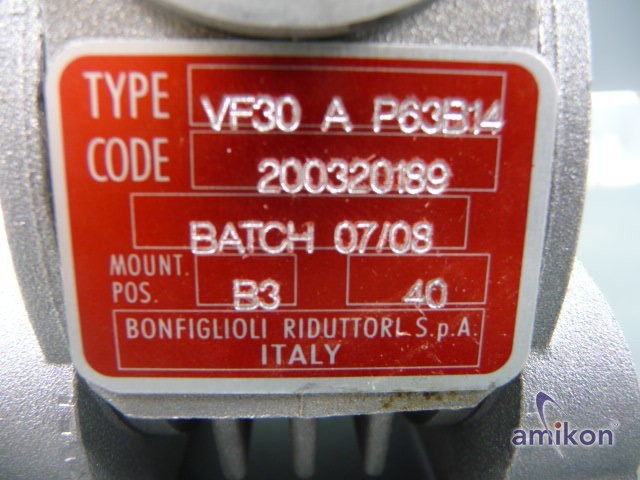 TYPE VF30 A P63B14
CODE 200320189
BATCH 07/08
MOUNT. POS. B3 40
BONFIGLIOLI RIDUTTORI S.p.A.
ITALY
amikon